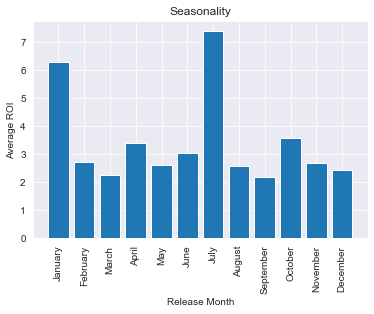 Seasonality
Average ROI
7
6
5
4
3
2
1
0
January
February
March
April
May
June
July
August
September
October
November
December
Release Month